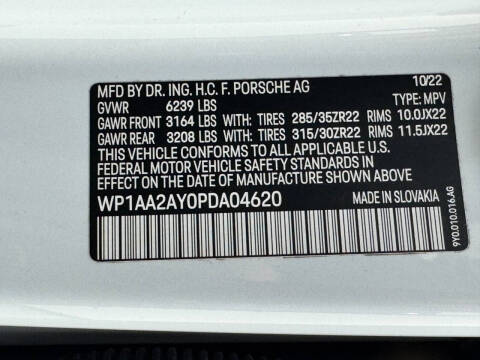 MFD BY DR. ING. H.C. F. PORSCHE AG 10/22
GVWR 6239 LBS TYPE: MPV
GAWR FRONT 3164 LBS WITH TIRES 285/35ZR22 RIMS 10.0JX22
GAWR REAR 3208 LBS WITH TIRES 315/30ZR22 RIMS 11.5JX22
THIS VEHICLE CONFORMS TO ALL APPLICABLE U.S.
FEDERAL MOTOR VEHICLE SAFETY STANDARDS IN
EFFECT ON THE DATE OF MANUFACTURE SHOWN ABOVE
WP1AA2AY0PDA04620 MADE IN SLOVAKIA
9Y0.010.016.AG